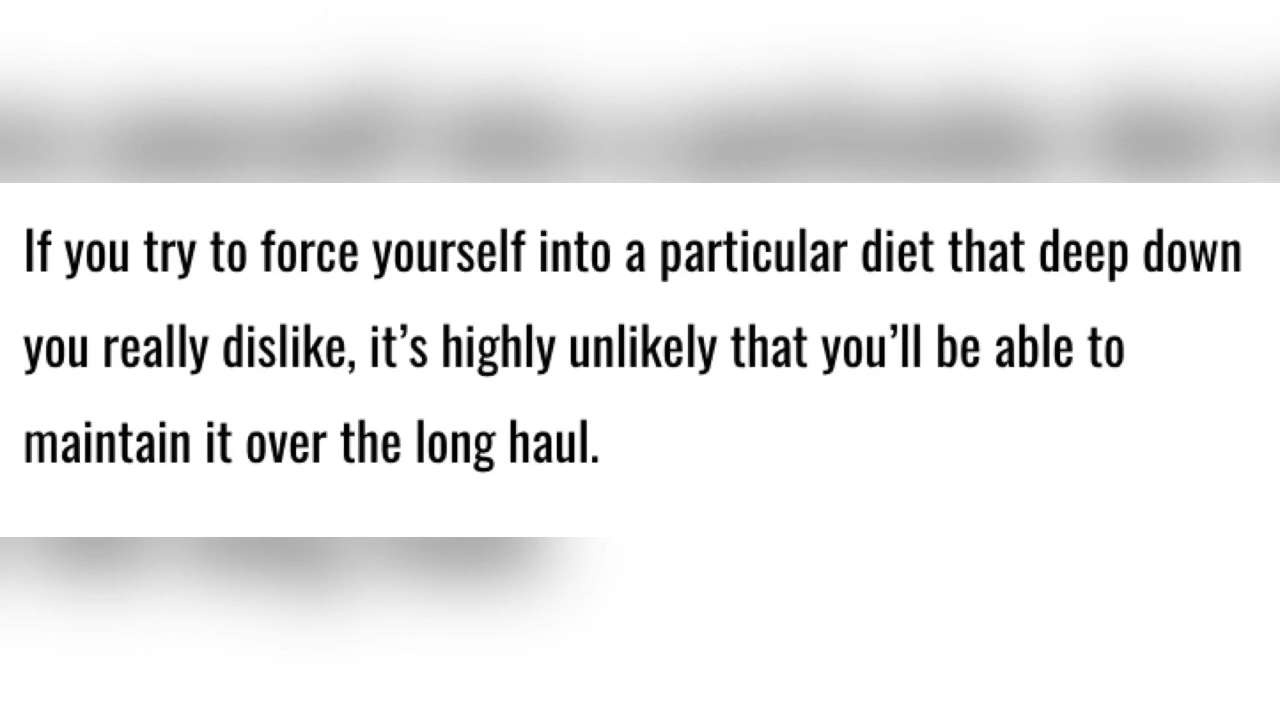 If you try to force yourself into a particular diet that deep down
you really dislike, it’s highly unlikely that you’ll be able to
maintain it over the long haul.